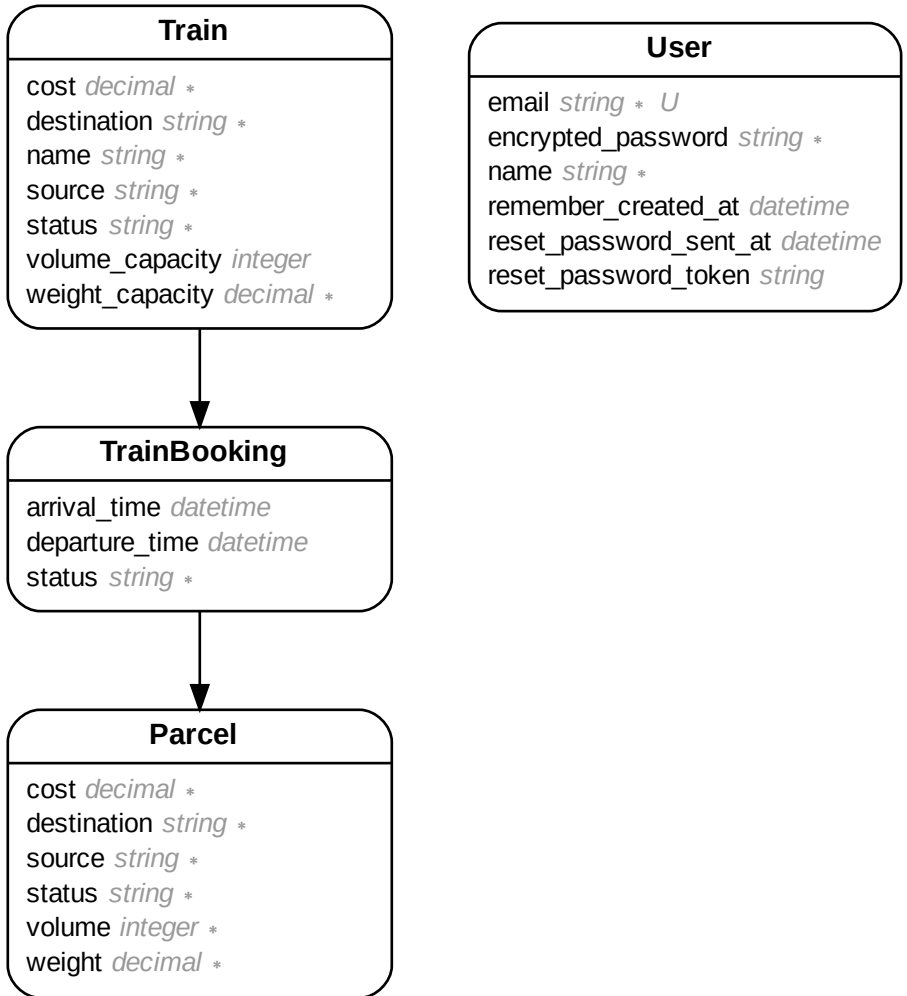 Train
cost decimal *
destination string *
name string *
source string *
status string *
volume_capacity integer
weight_capacity decimal *
User
email string * U
encrypted_password string *
name string *
remember_created_at datetime
reset_password_sent_at datetime
reset_password_token string
TrainBooking
arrival_time datetime
departure_time datetime
status string *
Parcel
cost decimal *
destination string *
source string *
status string *
volume integer *
weight decimal *